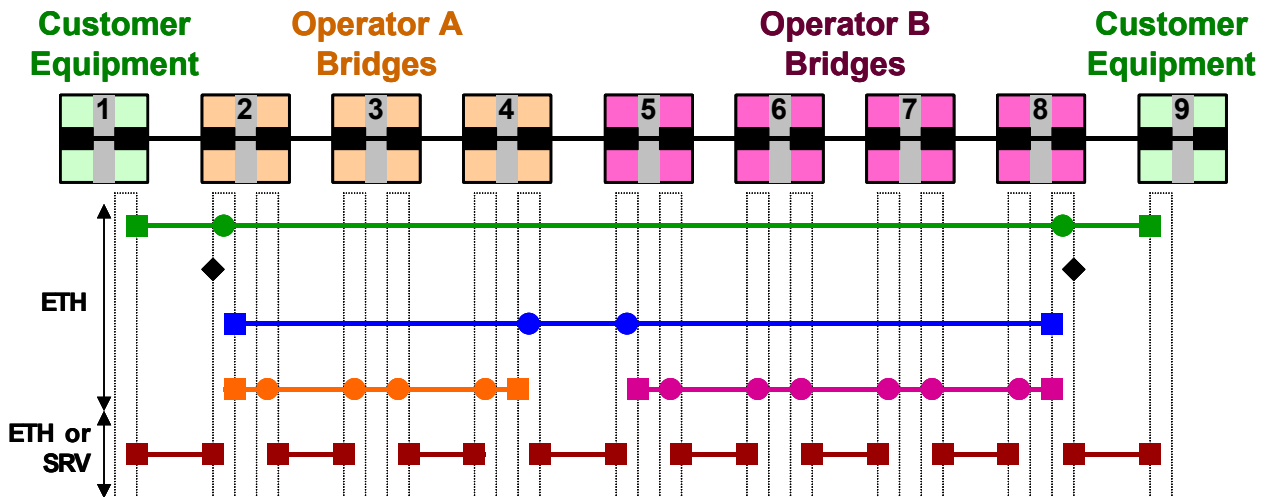 Customer
Equipment
Operator A
Bridges
Operator B
Bridges
Customer
Equipment
1
2
3
4
5
6
7
8
9
ETH
ETH or
SRV